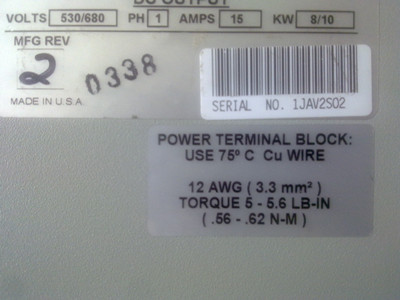 DC OUTPUT
VOLTS 530/680 PH 1 AMPS 15 KW 8/10
MFG REV
2 0338
MADE IN U.S.A.
SERIAL NO. 1JAV2S02
POWER TERMINAL BLOCK:
USE 75º C Cu WIRE
12 AWG ( 3.3 mm² )
TORQUE 5 - 5.6 LB-IN
( .56 - .62 N-M )